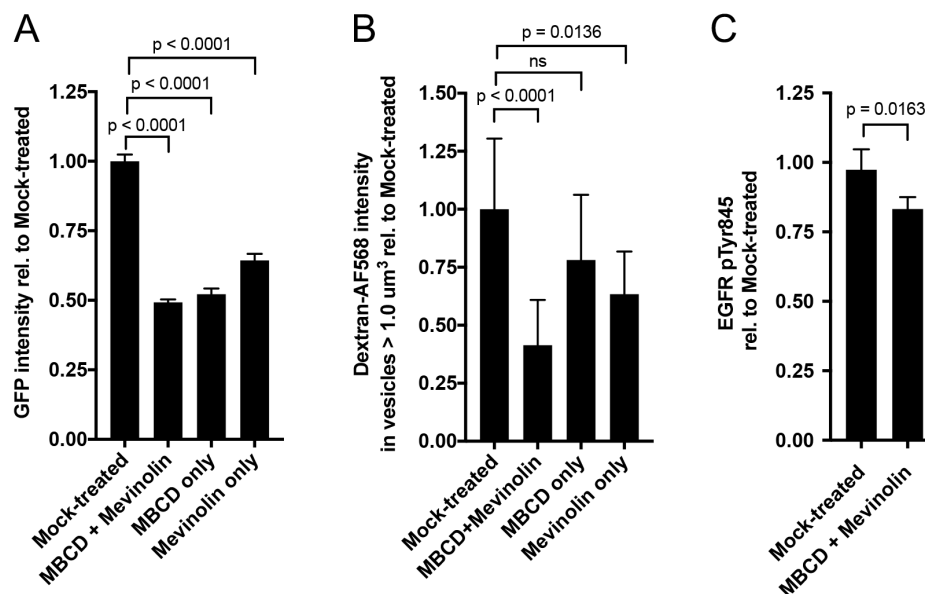 A
p < 0.0001
p < 0.0001
p < 0.0001
GFP intensity rel. to Mock-treated
1.25
1.00
0.75
0.50
0.25
0.00
Mock-treated
MBCD + Mevinolin
MBCD only
Mevinolin only
B
p = 0.0136
ns
p < 0.0001
Dextran-AF568 intensity
in vesicles > 1.0 um³ rel. to Mock-treated
1.50
1.25
1.00
0.75
0.50
0.25
0.00
Mock-treated
MBCD+Mevinolin
MBCD only
Mevinolin only
C
p = 0.0163
EGFR pTyr845
rel. to Mock-treated
1.25
1.00
0.75
0.50
0.25
0.00
Mock-treated
MBCD + Mevinolin